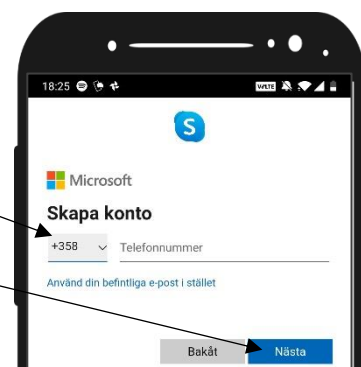 18:25
VoLTE
Microsoft
Skapa konto
+358 Telefonnummer
Använd din befintliga e-post i stället
Bakåt Nästa